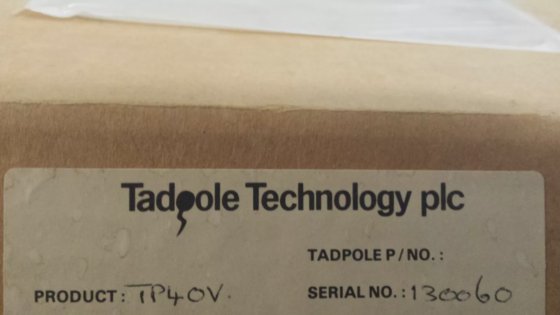 Tadpole Technology plc
TADPOLE P/NO. :
PRODUCT : TP40V.
SERIAL NO. : 130060